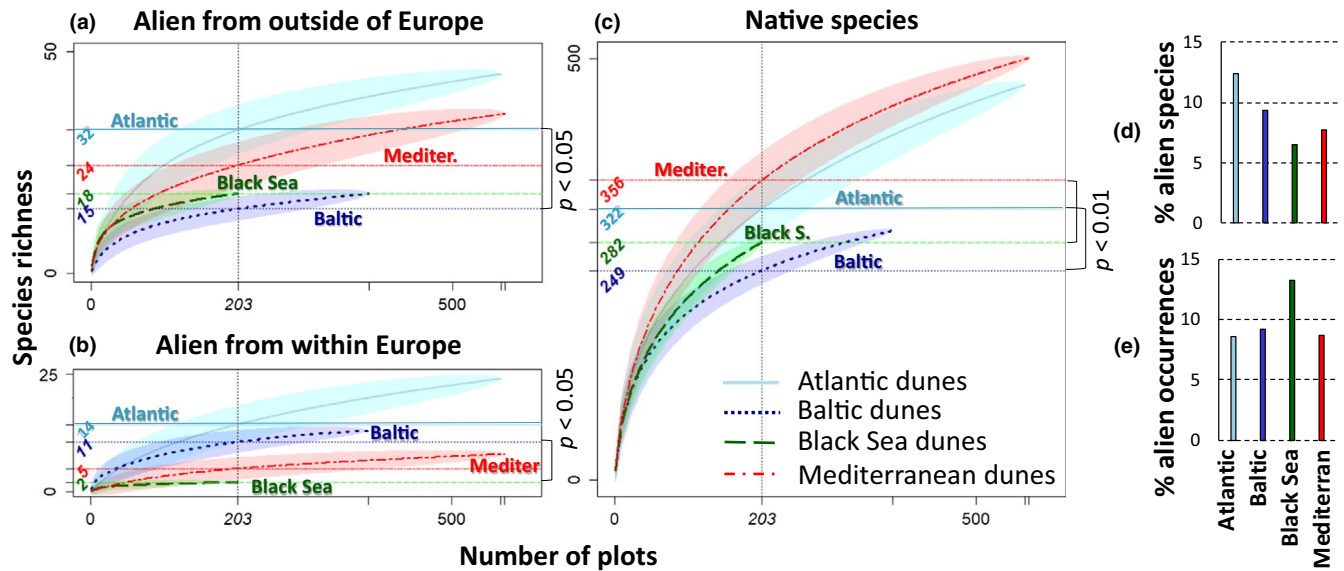 (a) Alien from outside of Europe
50
Atlantic
32
Mediter.
24
Black Sea
18
15
Baltic
0
0 203 500
p < 0.05
Species richness
(b) Alien from within Europe
25
Atlantic
14
Baltic
11
Mediter
5
Black Sea
2
0
0 203 500
p < 0.05
Number of plots
(c) Native species
500
Mediter.
356
Atlantic
322
Black S.
282
Baltic
249
0
0 203 500
p < 0.01
Atlantic dunes
Baltic dunes
Black Sea dunes
Mediterranean dunes
(d)
% alien species
15
10
5
0
(e)
% alien occurrences
15
10
5
0
Atlantic
Baltic
Black Sea
Mediterran